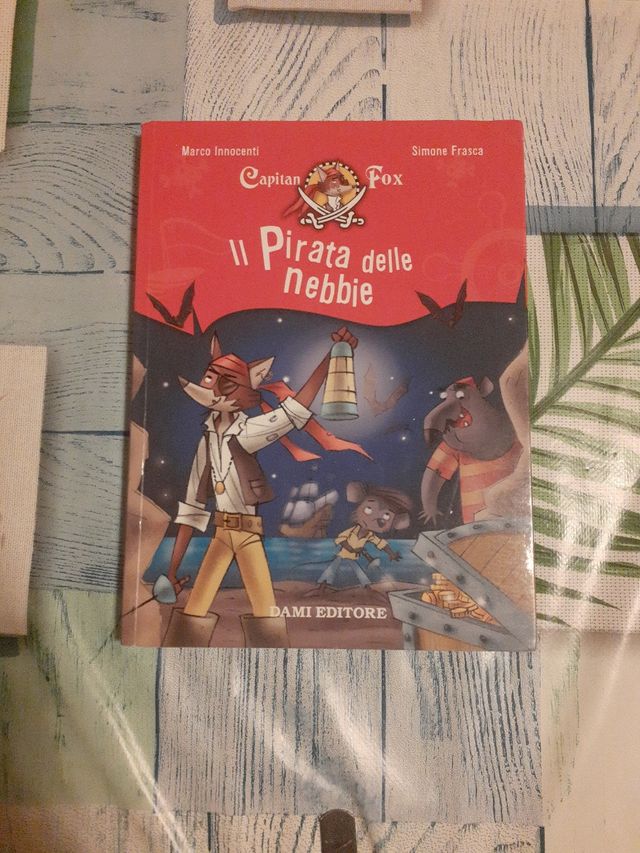 Marco Innocenti
Simone Frasca
Capitan Fox
Il Pirata delle
nebbie
DAMI EDITORE